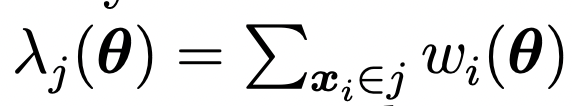 λ_j(𝜽) = ∑_{𝒙_i∈j} w_i(𝜽)